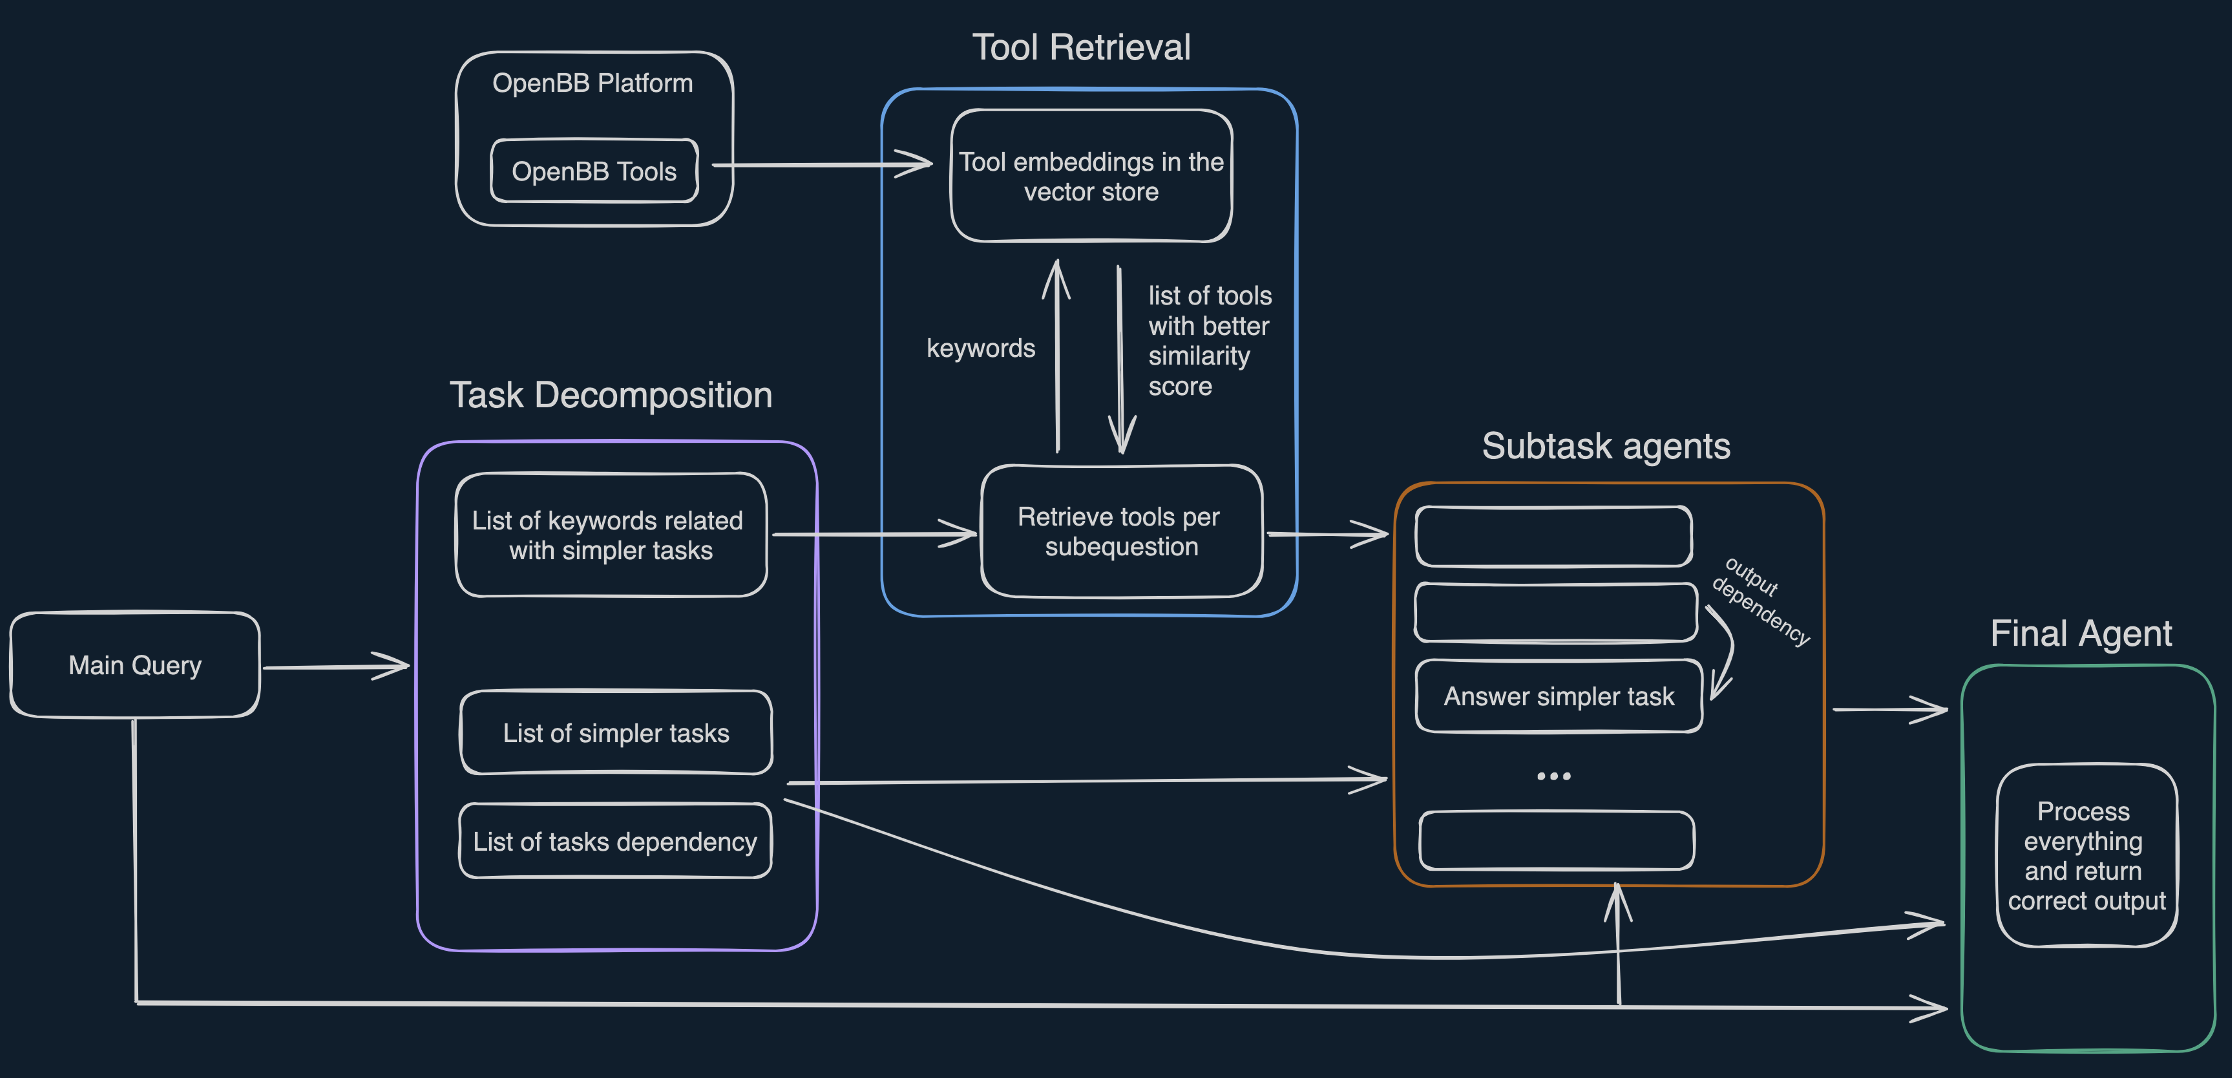 Tool Retrieval
OpenBB Platform
OpenBB Tools
Tool embeddings in the
vector store
keywords
list of tools
with better
similarity
score
Task Decomposition
List of keywords related
with simpler tasks
Retrieve tools per
subequestion
Subtask agents
output
dependency
Main Query
List of simpler tasks
List of tasks dependency
Answer simpler task
...
Final Agent
Process
everything
and return
correct output